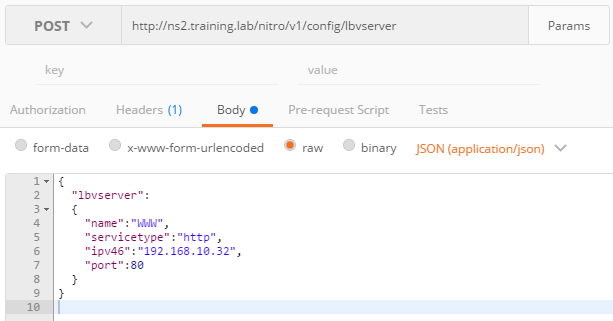 POST http://ns2.training.lab/nitro/v1/config/lbvserver Params
key value
Authorization Headers (1) Body Pre-request Script Tests
form-data x-www-form-urlencoded raw binary JSON (application/json)
1 {
2 "lbvserver":
3 {
4 "name":"WWW",
5 "servicetype":"http",
6 "ipv46":"192.168.10.32",
7 "port":80
8 }
9 }
10